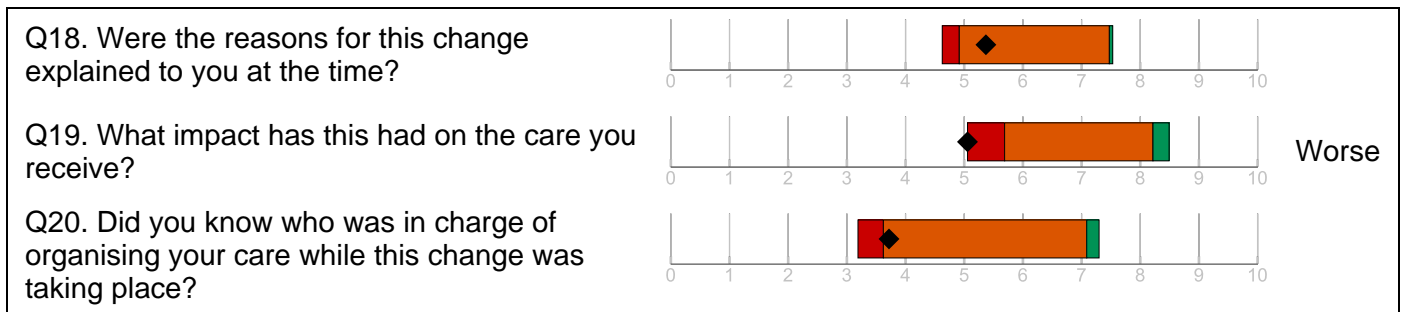 Q18. Were the reasons for this change
explained to you at the time?
0 1 2 3 4 5 6 7 8 9 10
Q19. What impact has this had on the care you
receive?
Worse
0 1 2 3 4 5 6 7 8 9 10
Q20. Did you know who was in charge of
organising your care while this change was
taking place?
0 1 2 3 4 5 6 7 8 9 10